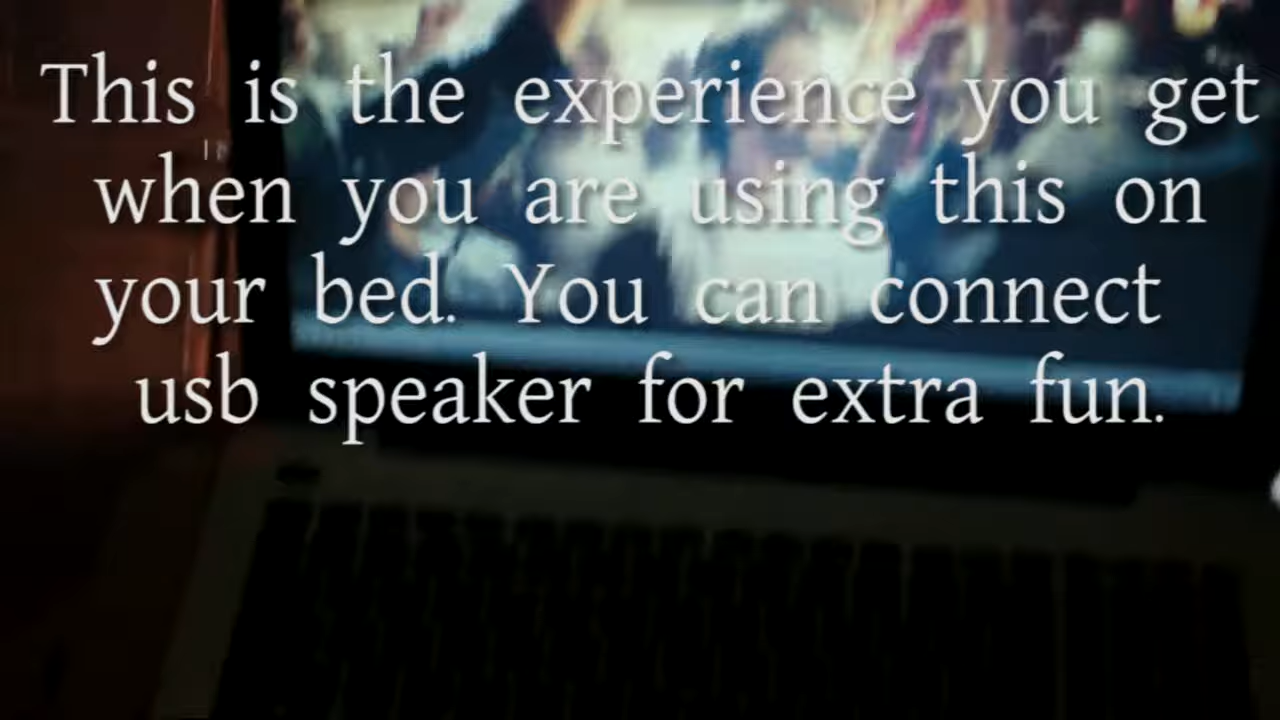 This is the experience you get
when you are using this on
your bed. You can connect
usb speaker for extra fun.